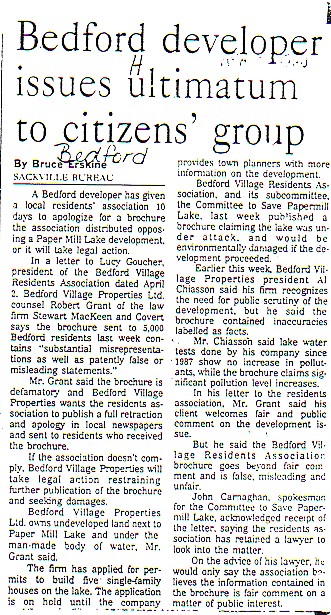 Bedford developer
issues ultimatum
to citizens' group
H
Bedford
By Bruce Erskine
SACKVILLE BUREAU
A Bedford developer has given
a local residents' association 10
days to apologize for a brochure
the association distributed oppos-
ing a Paper Mill Lake development,
or it will take legal action.
In a letter to Lucy Goucher,
president of the Bedford Village
Residents Association dated April
2, Bedford Village Properties Ltd.
counsel Robert Grant of the law
firm Stewart MacKeen and Covert
says the brochure sent to 5,000
Bedford residents last week con-
tains "substantial misrepresenta-
tions as well as patently false or
misleading statements."
Mr. Grant said the brochure is
defamatory and Bedford Village
Properties wants the residents as-
sociation to publish a full retraction
and apology in local newspapers
and sent to residents who received
the brochure.
If the association doesn't com-
ply, Bedford Village Properties will
take legal action restraining
further publication of the brochure
and seeking damages.
Bedford Village Properties
Ltd. owns undeveloped land next to
Paper Mill Lake and under the
man-made body of water, Mr.
Grant said.
The firm has applied for per-
mits to build five single-family
houses on the lake. The application
is on hold until the company
provides town planners with more
information on the development.
Bedford Village Residents As-
sociation, and its subcommittee,
the Committee to Save Papermill
Lake, last week published a
brochure claiming the lake was un-
der attack, and would be
environmentally damaged if the de-
velopment proceeded.
Earlier this week, Bedford Vil-
lage Properties president Al
Chiasson said his firm recognizes
the need for public scrutiny of the
development, but he said the
brochure contained inaccuracies
labelled as facts.
Mr. Chiasson said lake water
tests done by his company since
1987 show no increase in pollut-
ants, while the brochure claims sig-
nificant pollution level increases.
In his letter to the residents
association, Mr. Grant said his
client welcomes fair and public
comment on the development is-
sue.
But he said the Bedford Vil-
lage Residents Association
brochure goes beyond fair com-
ment and is false, misleading and
unfair.
John Carnaghan, spokesman
for the Committee to Save Paper-
mill Lake, acknowledged receipt of
the letter, saying the residents as-
sociation has retained a lawyer to
look into the matter.
On the advice of his lawyer, he
would only say the association be-
lieves the information contained in
the brochure is fair comment on a
matter of public interest.